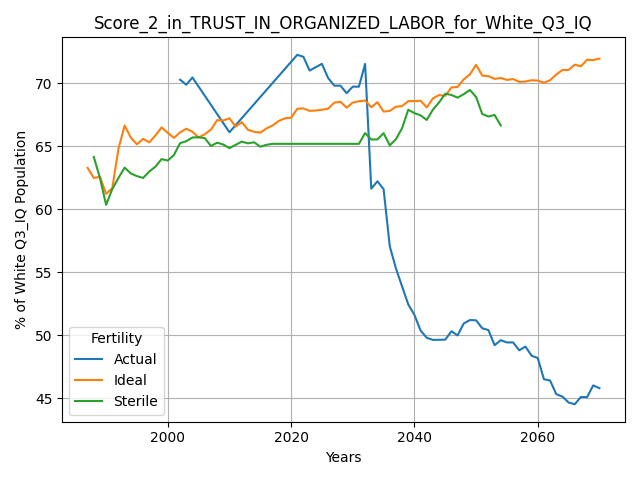 Score_2_in_TRUST_IN_ORGANIZED_LABOR_for_White_Q3_IQ
% of White Q3_IQ Population
70
65
60
55
50
45
Fertility
Actual
Ideal
Sterile
2000
2020
2040
2060
Years